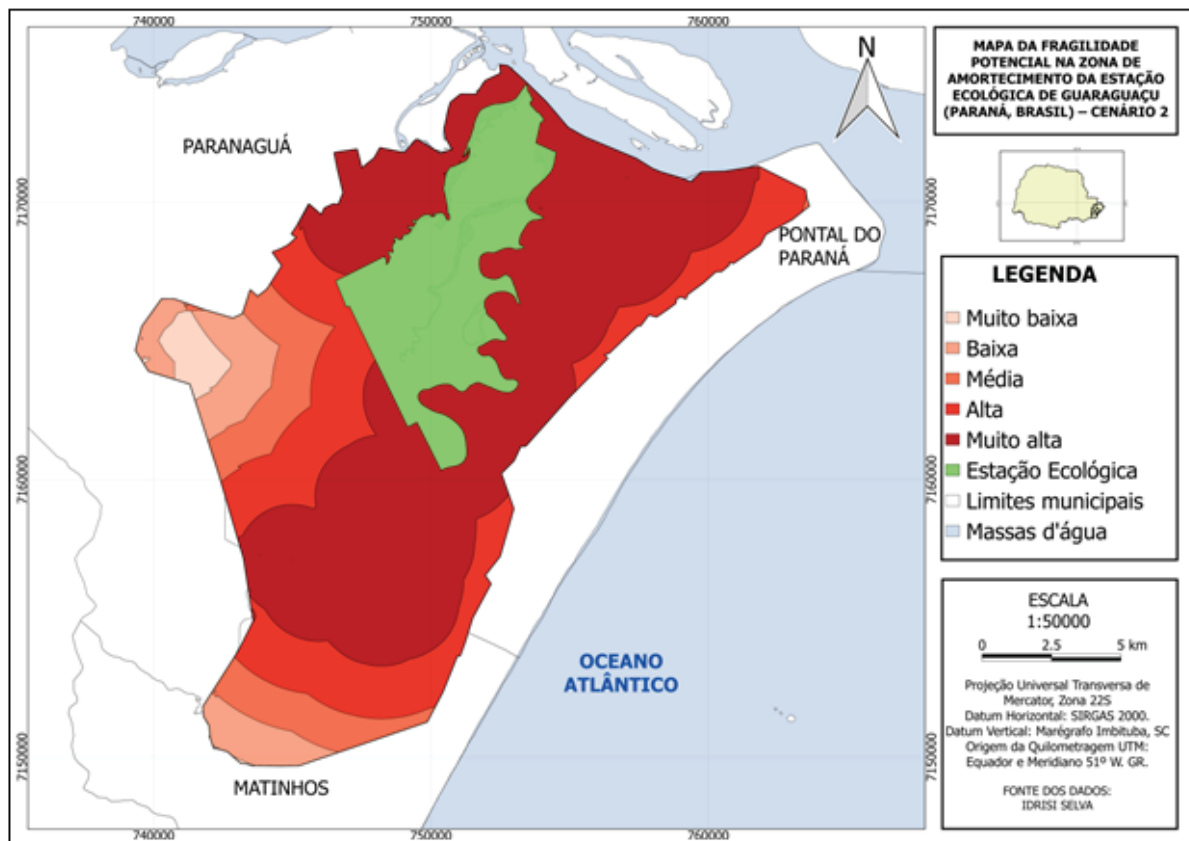 740000
750000
760000
PARANAGUÁ
N
7170000
7170000
PONTAL DO
PARANÁ
7160000
7160000
OCEANO
ATLÂNTICO
7150000
7150000
MATINHOS
740000
750000
760000
MAPA DA FRAGILIDADE
POTENCIAL NA ZONA DE
AMORTECIMENTO DA ESTAÇÃO
ECOLÓGICA DE GUARAGUAÇU
(PARANÁ, BRASIL) – CENÁRIO 2
LEGENDA
Muito baixa
Baixa
Média
Alta
Muito alta
Estação Ecológica
Limites municipais
Massas d'água
ESCALA
1:50000
0 2.5 5 km
Projeção Universal Transversa de
Mercator, Zona 22S
Datum Horizontal: SIRGAS 2000.
Datum Vertical: Marégrafo Imbituba, SC
Origem da Quilometragem UTM:
Equador e Meridiano 51º W. GR.
FONTE DOS DADOS:
IDRISI SELVA